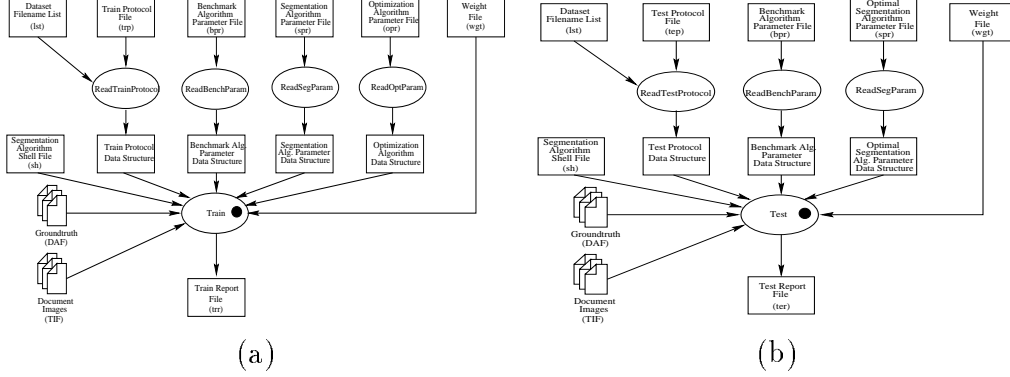 Dataset
Filename List
(lst)
Train Protocol
File
(trp)
Benchmark
Algorithm
Parameter File
(bpr)
Segmentation
Algorithm
Parameter File
(spr)
Optimization
Algorithm
Parameter File
(opr)
Weight
File
(wgt)
ReadTrainProtocol
ReadBenchParam
ReadSegParam
ReadOptParam
Segmentation
Algorithm
Shell File
(sh)
Train Protocol
Data Structure
Benchmark Alg.
Parameter
Data Structure
Segmentation
Alg. Parameter
Data Structure
Optimization
Algorithm
Data Structure
Train
Groundtruth
(DAF)
Document
Images
(TIF)
Train Report
File
(trr)
(a)
Dataset
Filename List
(lst)
Test Protocol
File
(tep)
Benchmark
Algorithm
Parameter File
(bpr)
Optimal
Segmentation
Algorithm
Parameter File
(spr)
Weight
File
(wgt)
ReadTestProtocol
ReadBenchParam
ReadSegParam
Segmentation
Algorithm
Shell File
(sh)
Test Protocol
Data Structure
Benchmark Alg.
Parameter
Data Structure
Optimal
Segmentation
Alg. Parameter
Data Structure
Test
Groundtruth
(DAF)
Document
Images
(TIF)
Test Report
File
(ter)
(b)